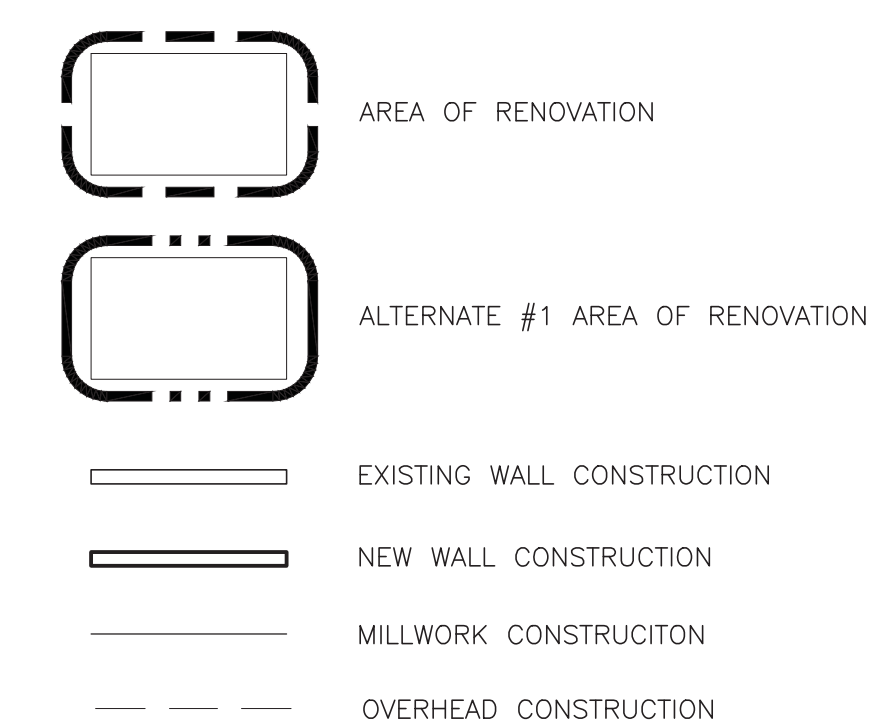 AREA OF RENOVATION
ALTERNATE #1 AREA OF RENOVATION
EXISTING WALL CONSTRUCTION
NEW WALL CONSTRUCTION
MILLWORK CONSTRUCITON
OVERHEAD CONSTRUCTION